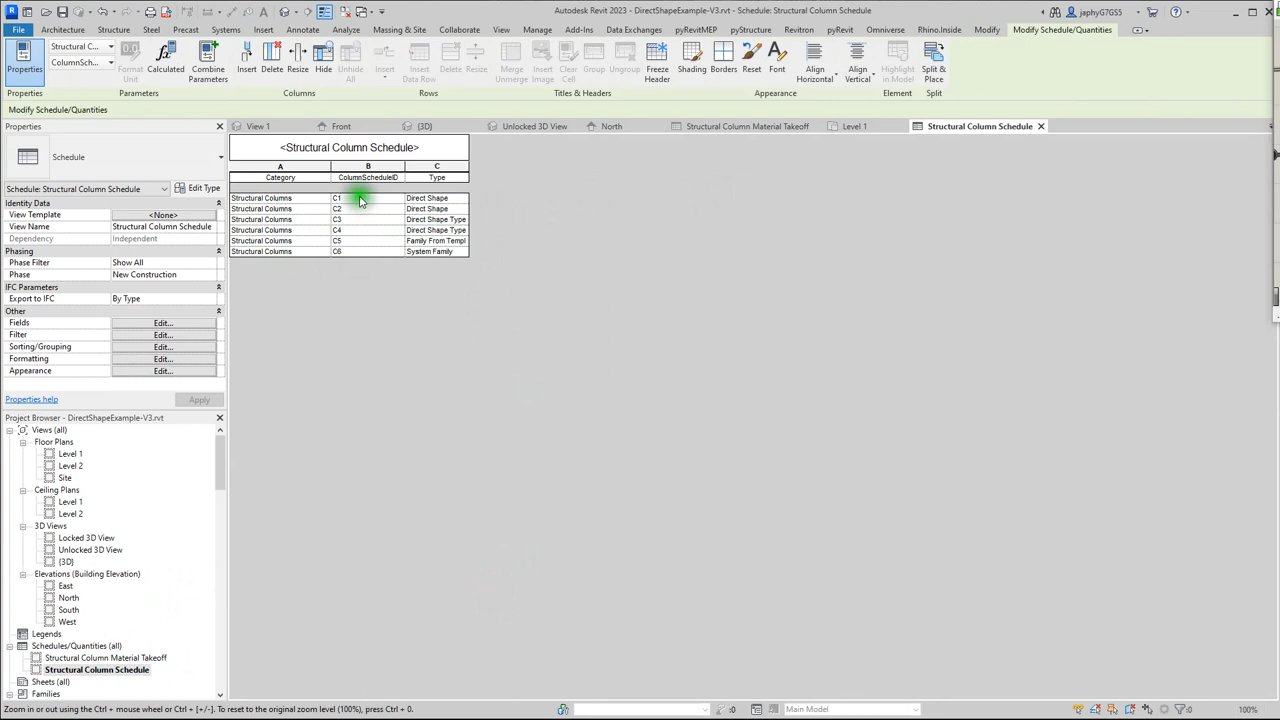 Autodesk Revit 2023 - DirectShapeExample-V3.rvt - Schedule: Structural Column Schedule
japhyG7GS5
File Architecture Structure Steel Precast Systems Insert Annotate Analyze Massing & Site Collaborate View Manage Add-Ins Data Exchanges pyRevitMEP pyStructure Revitron pyRevit Omniverse Rhino.Inside Modify Modify Schedule/Quantities
Structural C...
ColumnSch...
Properties
Format Unit
Calculated
Combine Parameters
Insert
Delete
Resize
Hide
Unhide All
Insert
Insert Data Row
Delete
Resize
Merge Unmerge
Insert Image
Clear Cell
Group
Ungroup
Freeze Header
Shading
Borders
Reset
Font
Align Horizontal
Align Vertical
Highlight in Model
Split & Place
Properties Parameters Columns Rows Titles & Headers Appearance Element Split
Modify Schedule/Quantities
Properties
View 1 Front {3D} Unlocked 3D View North Structural Column Material Takeoff Level 1 Structural Column Schedule
Schedule
Schedule: Structural Column Schedule Edit Type
Identity Data
View Template <None>
View Name Structural Column Schedule
Dependency Independent
Phasing
Phase Filter Show All
Phase New Construction
IFC Parameters
Export to IFC By Type
Other
Fields Edit...
Filter Edit...
Sorting/Grouping Edit...
Formatting Edit...
Appearance Edit...
Properties help Apply
<Structural Column Schedule>
A B C
Category ColumnScheduleID Type
Structural Columns C1 Direct Shape
Structural Columns C2 Direct Shape
Structural Columns C3 Direct Shape Type
Structural Columns C4 Direct Shape Type
Structural Columns C5 Family From Templ
Structural Columns C6 System Family
Project Browser - DirectShapeExample-V3.rvt
Views (all)
Floor Plans
Level 1
Level 2
Site
Ceiling Plans
Level 1
Level 2
3D Views
Locked 3D View
Unlocked 3D View
{3D}
Elevations (Building Elevation)
East
North
South
West
Legends
Schedules/Quantities (all)
Structural Column Material Takeoff
Structural Column Schedule
Sheets (all)
Families
Zoom in or out using the Ctrl + mouse wheel or Ctrl + [+/-]. To reset to the original zoom level (100%), press Ctrl + 0. :0 Main Model :0 100%